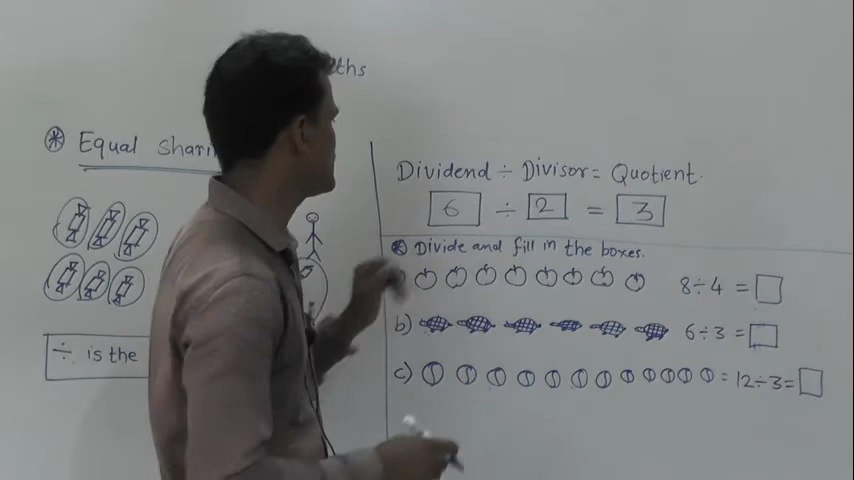 ths
Equal shari
÷ is the
Dividend ÷ Divisor = Quotient.
6 ÷ 2 = 3
Divide and fill in the boxes.
8÷4 =
b) 6÷3 =
c) = 12÷3=